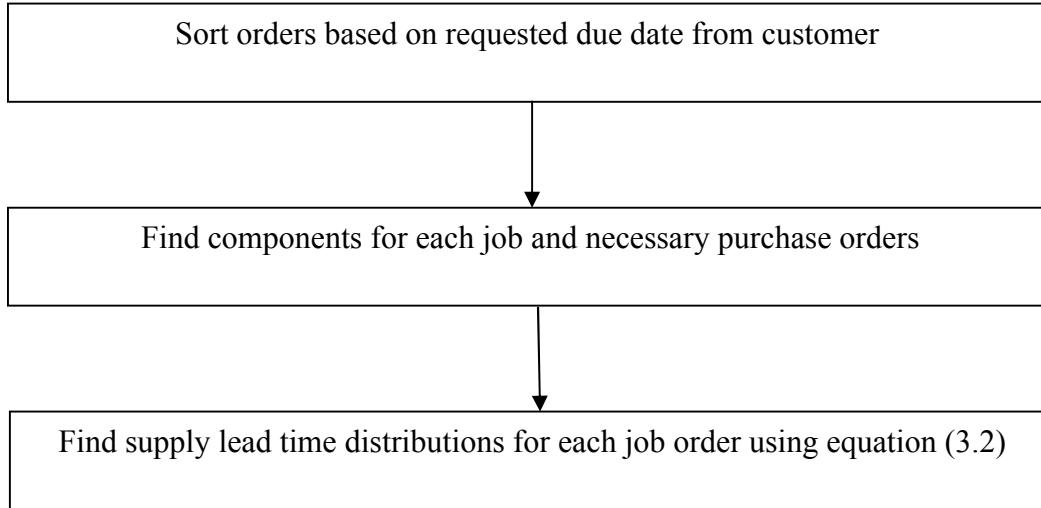 Sort orders based on requested due date from customer
Find components for each job and necessary purchase orders
Find supply lead time distributions for each job order using equation (3.2)